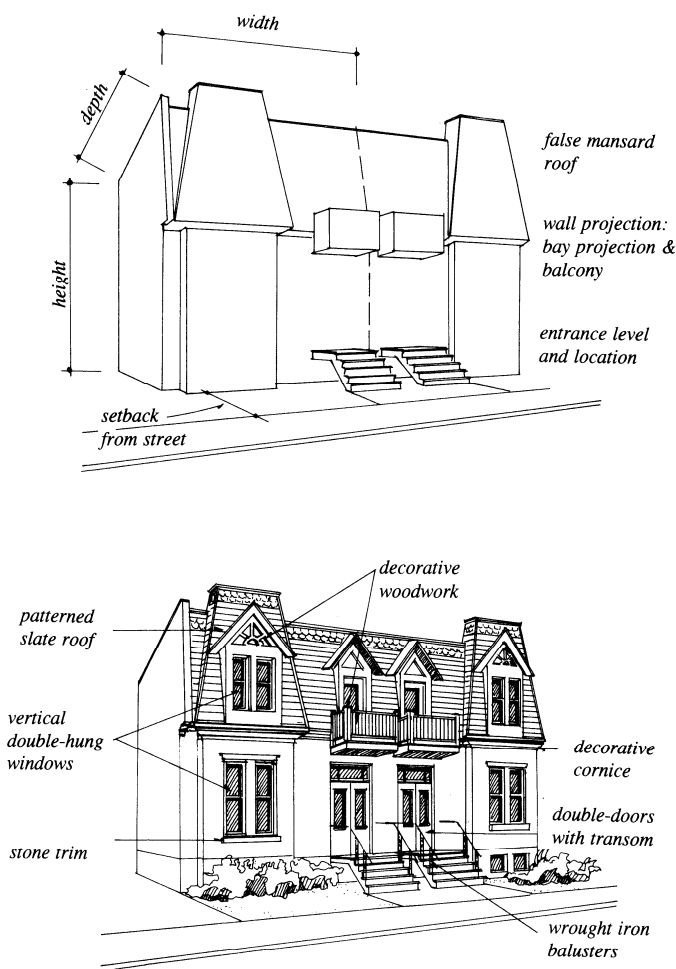 width
depth
height
false mansard
roof
wall projection:
bay projection &
balcony
entrance level
and location
setback
from street
decorative
woodwork
patterned
slate roof
vertical
double-hung
windows
stone trim
decorative
cornice
double-doors
with transom
wrought iron
balusters